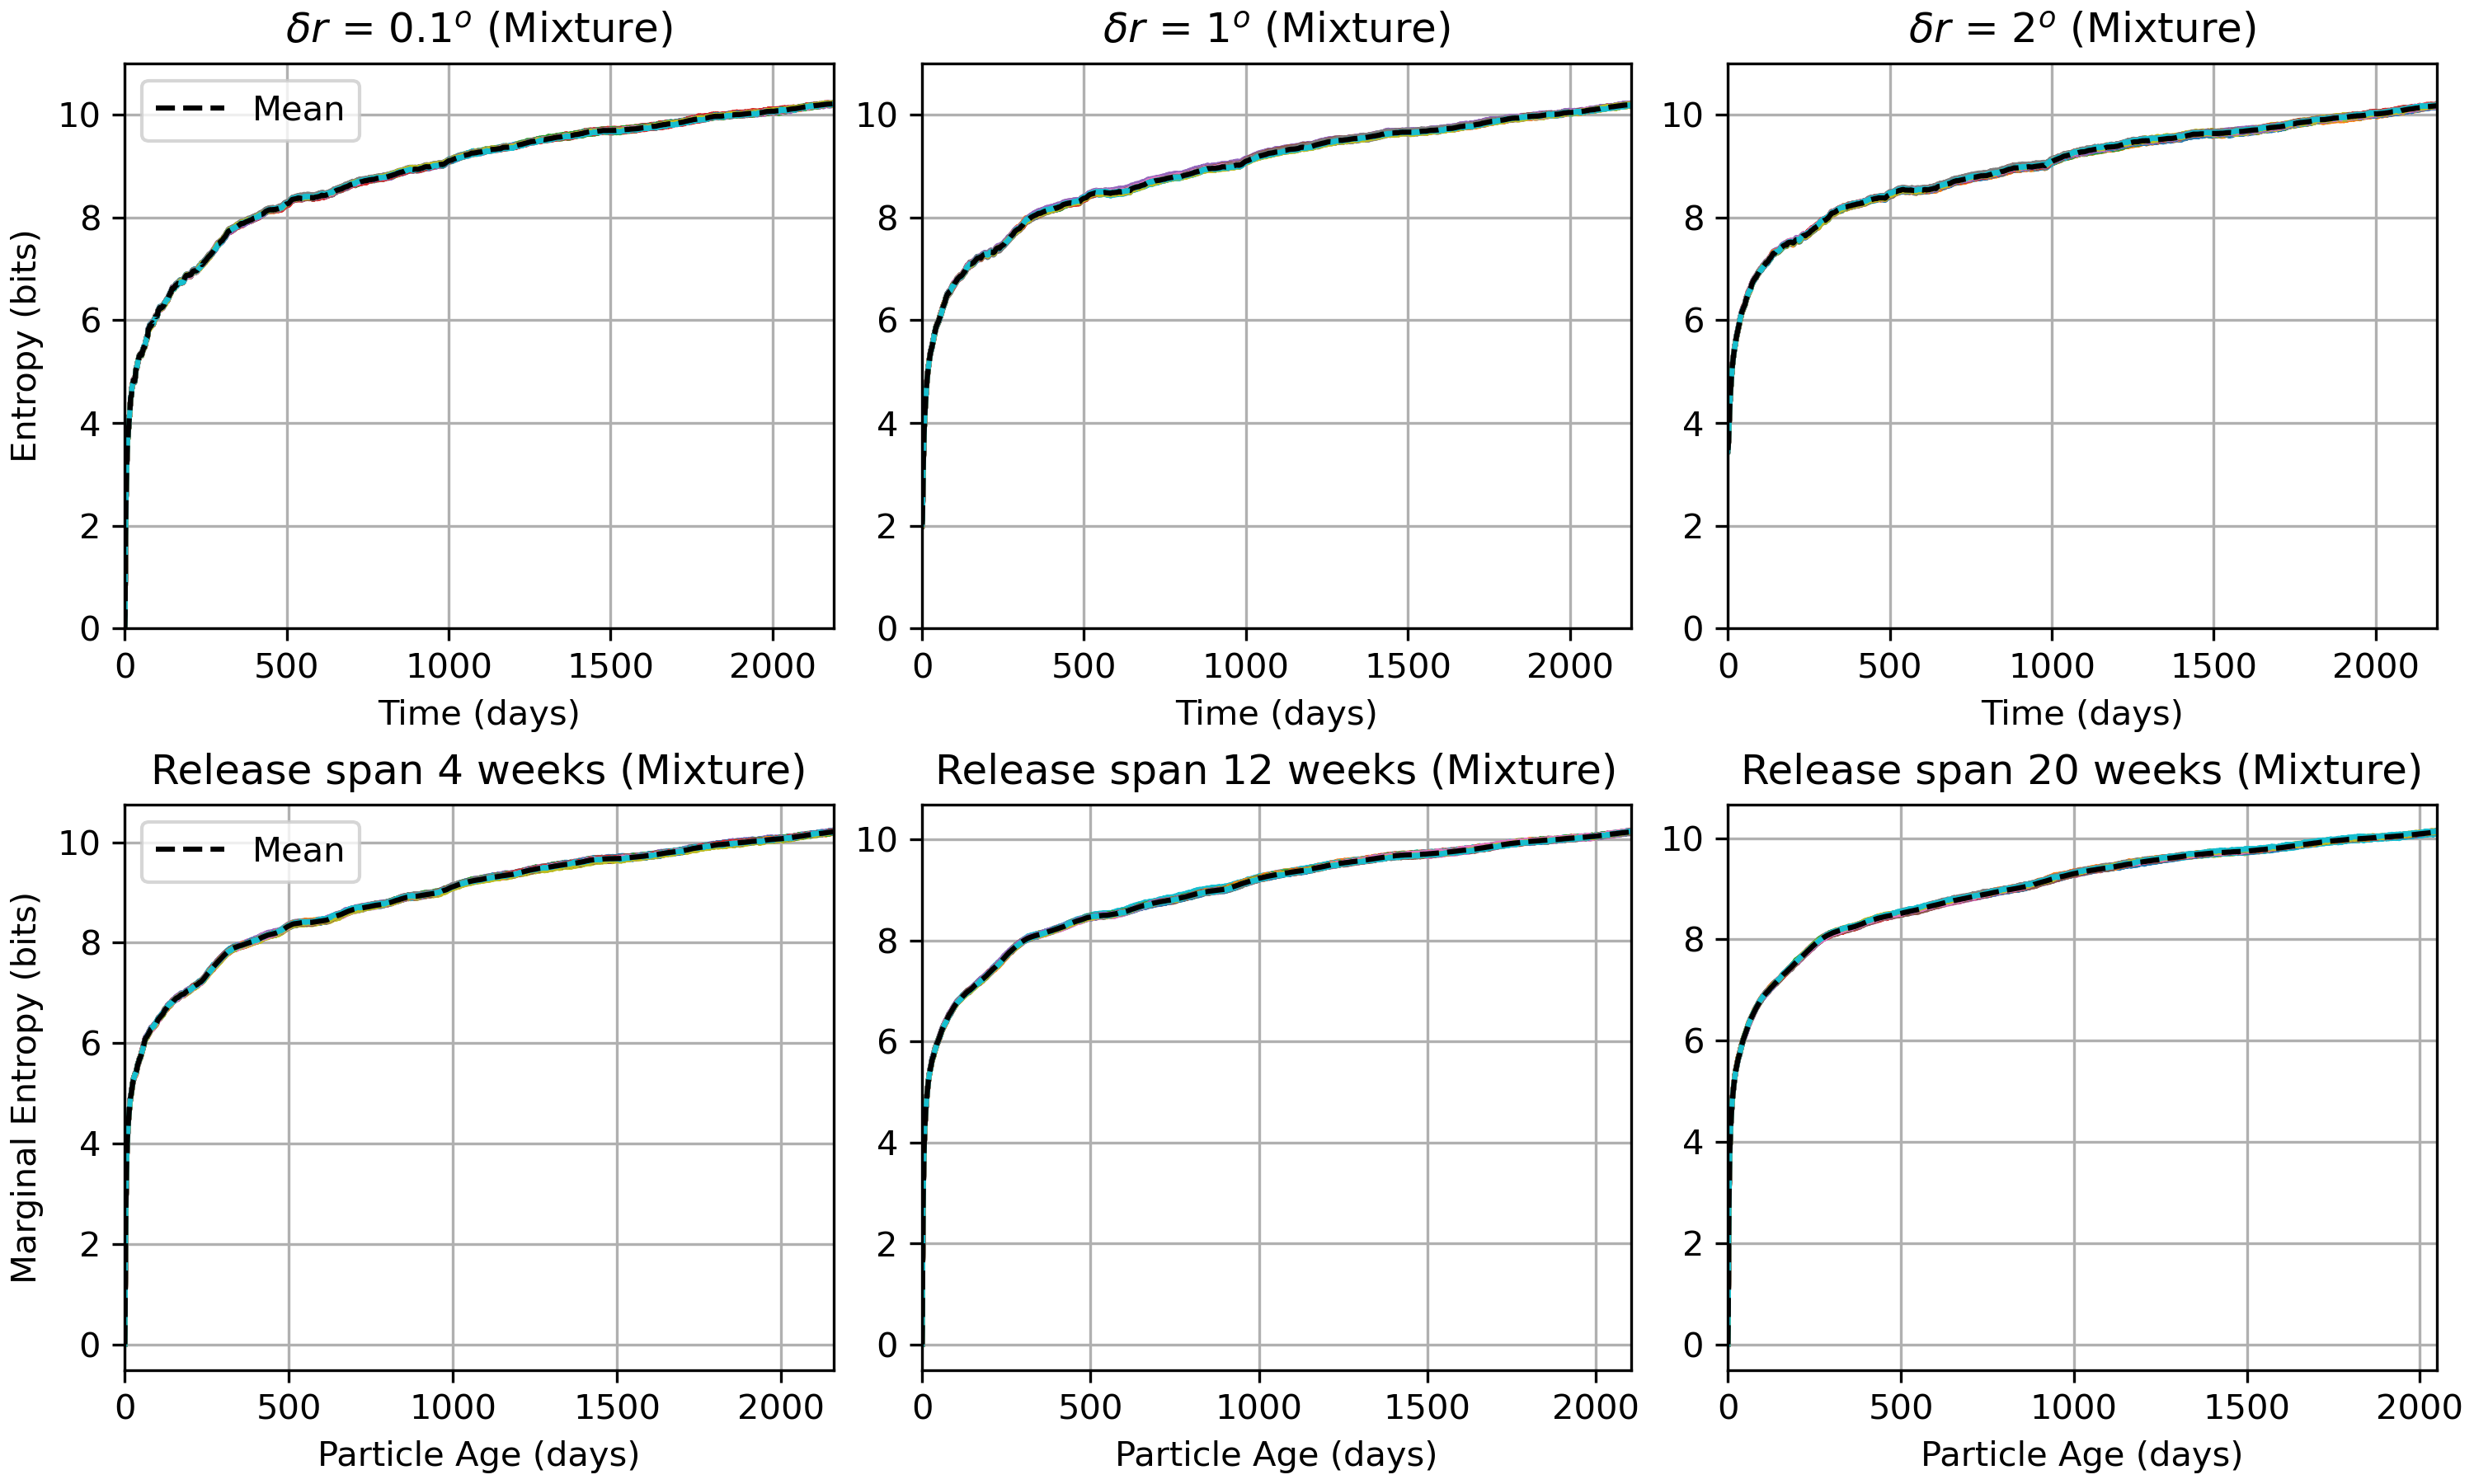 δr = 0.1° (Mixture)
δr = 1° (Mixture)
δr = 2° (Mixture)
Mean
Entropy (bits)
10
8
6
4
2
0
0 500 1000 1500 2000
Time (days)
10
8
6
4
2
0
0 500 1000 1500 2000
Time (days)
10
8
6
4
2
0
0 500 1000 1500 2000
Time (days)
Release span 4 weeks (Mixture)
Release span 12 weeks (Mixture)
Release span 20 weeks (Mixture)
Mean
Marginal Entropy (bits)
10
8
6
4
2
0
0 500 1000 1500 2000
Particle Age (days)
10
8
6
4
2
0
0 500 1000 1500 2000
Particle Age (days)
10
8
6
4
2
0
0 500 1000 1500 2000
Particle Age (days)